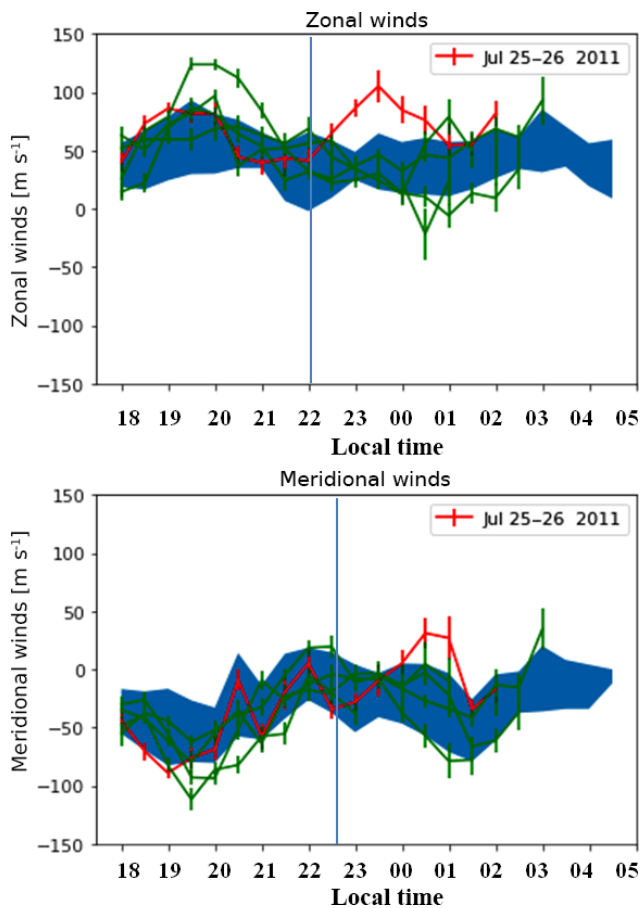 Zonal winds
150
Jul 25–26 2011
100
50
0
−50
−100
−150
Zonal winds [m s⁻¹]
18 19 20 21 22 23 00 01 02 03 04 05
Local time
Meridional winds
150
Jul 25–26 2011
100
50
0
−50
−100
−150
Meridional winds [m s⁻¹]
18 19 20 21 22 23 00 01 02 03 04 05
Local time